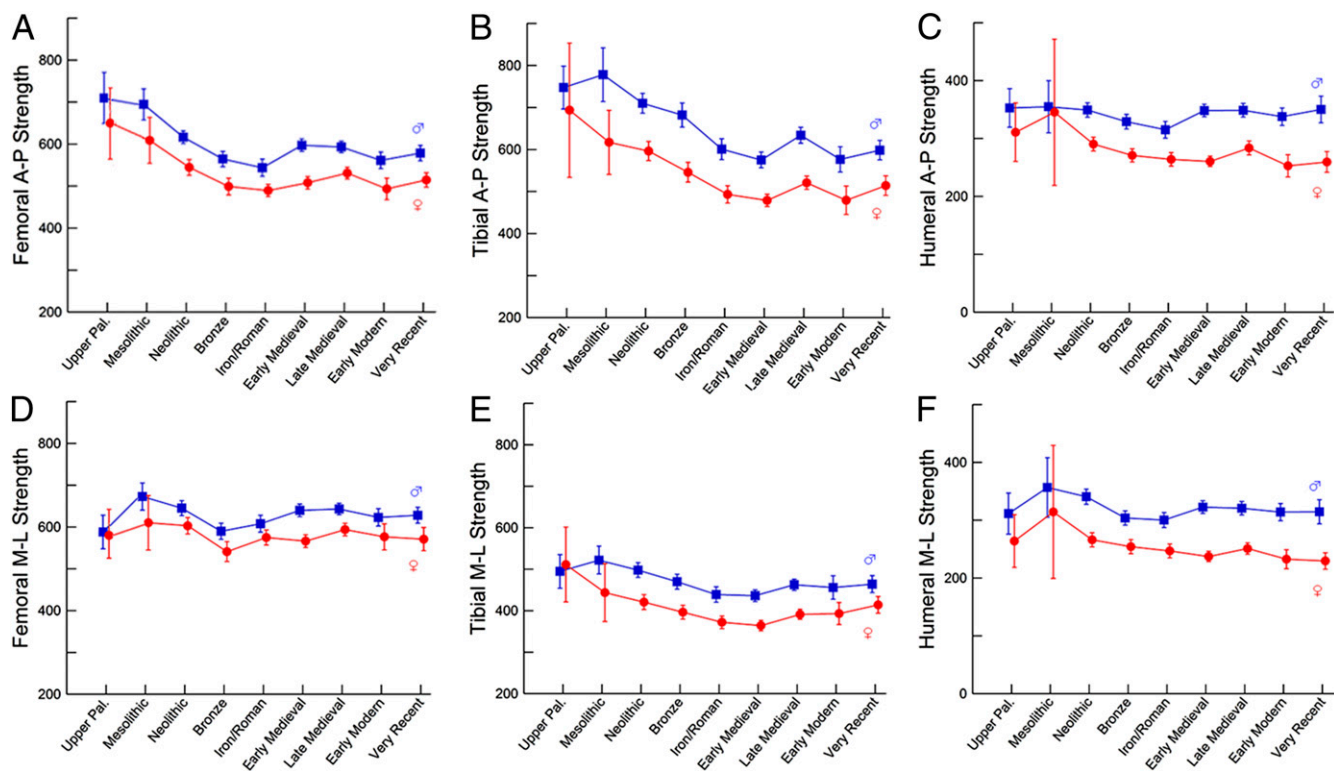 A
Femoral A-P Strength
800
600
400
200
♂
♀
Upper Pal.
Mesolithic
Neolithic
Bronze
Iron/Roman
Early Medieval
Late Medieval
Early Modern
Very Recent
B
Tibial A-P Strength
800
600
400
200
♂
♀
Upper Pal.
Mesolithic
Neolithic
Bronze
Iron/Roman
Early Medieval
Late Medieval
Early Modern
Very Recent
C
Humeral A-P Strength
400
200
0
♂
♀
Upper Pal.
Mesolithic
Neolithic
Bronze
Iron/Roman
Early Medieval
Late Medieval
Early Modern
Very Recent
D
Femoral M-L Strength
800
600
400
200
♂
♀
Upper Pal.
Mesolithic
Neolithic
Bronze
Iron/Roman
Early Medieval
Late Medieval
Early Modern
Very Recent
E
Tibial M-L Strength
800
600
400
200
♂
♀
Upper Pal.
Mesolithic
Neolithic
Bronze
Iron/Roman
Early Medieval
Late Medieval
Early Modern
Very Recent
F
Humeral M-L Strength
400
200
0
♂
♀
Upper Pal.
Mesolithic
Neolithic
Bronze
Iron/Roman
Early Medieval
Late Medieval
Early Modern
Very Recent